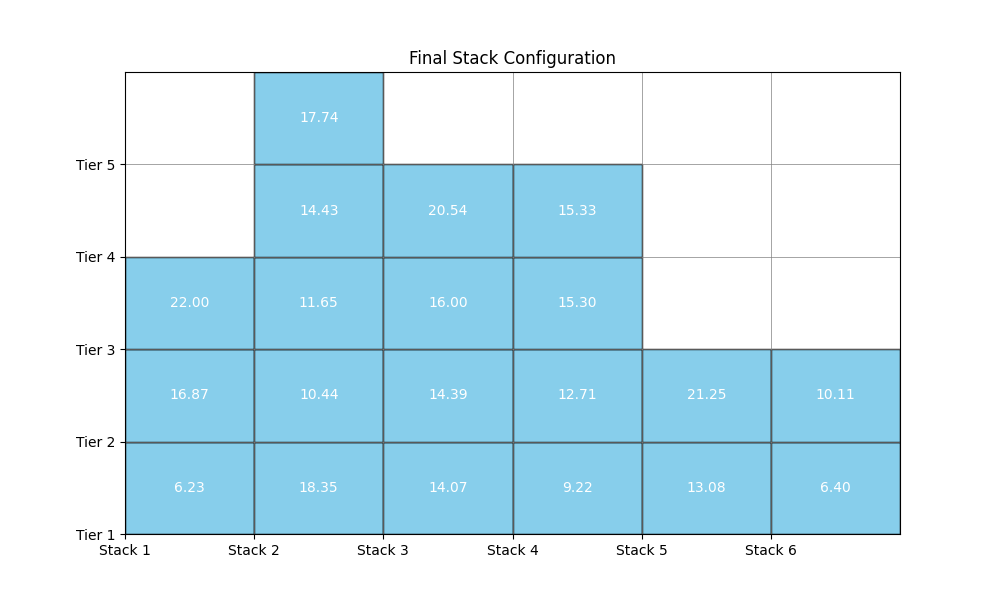 Final Stack Configuration
17.74
Tier 5
14.43 20.54 15.33
Tier 4
22.00 11.65 16.00 15.30
Tier 3
16.87 10.44 14.39 12.71 21.25 10.11
Tier 2
6.23 18.35 14.07 9.22 13.08 6.40
Tier 1
Stack 1 Stack 2 Stack 3 Stack 4 Stack 5 Stack 6